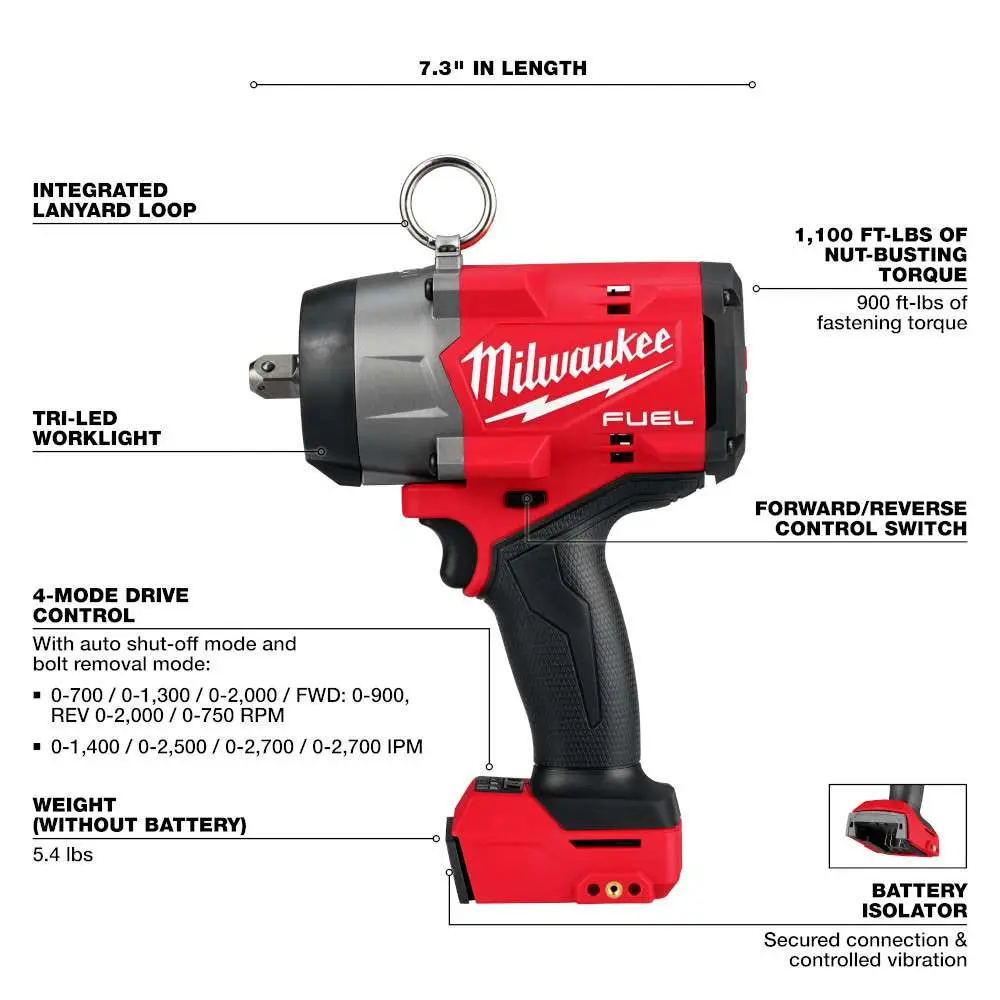 7.3" IN LENGTH
INTEGRATED
LANYARD LOOP
1,100 FT-LBS OF
NUT-BUSTING
TORQUE
900 ft-lbs of
fastening torque
Milwaukee
FUEL
TRI-LED
WORKLIGHT
FORWARD/REVERSE
CONTROL SWITCH
4-MODE DRIVE
CONTROL
With auto shut-off mode and
bolt removal mode:
▪ 0-700 / 0-1,300 / 0-2,000 / FWD: 0-900,
REV 0-2,000 / 0-750 RPM
▪ 0-1,400 / 0-2,500 / 0-2,700 / 0-2,700 IPM
WEIGHT
(WITHOUT BATTERY)
5.4 lbs
BATTERY
ISOLATOR
Secured connection &
controlled vibration